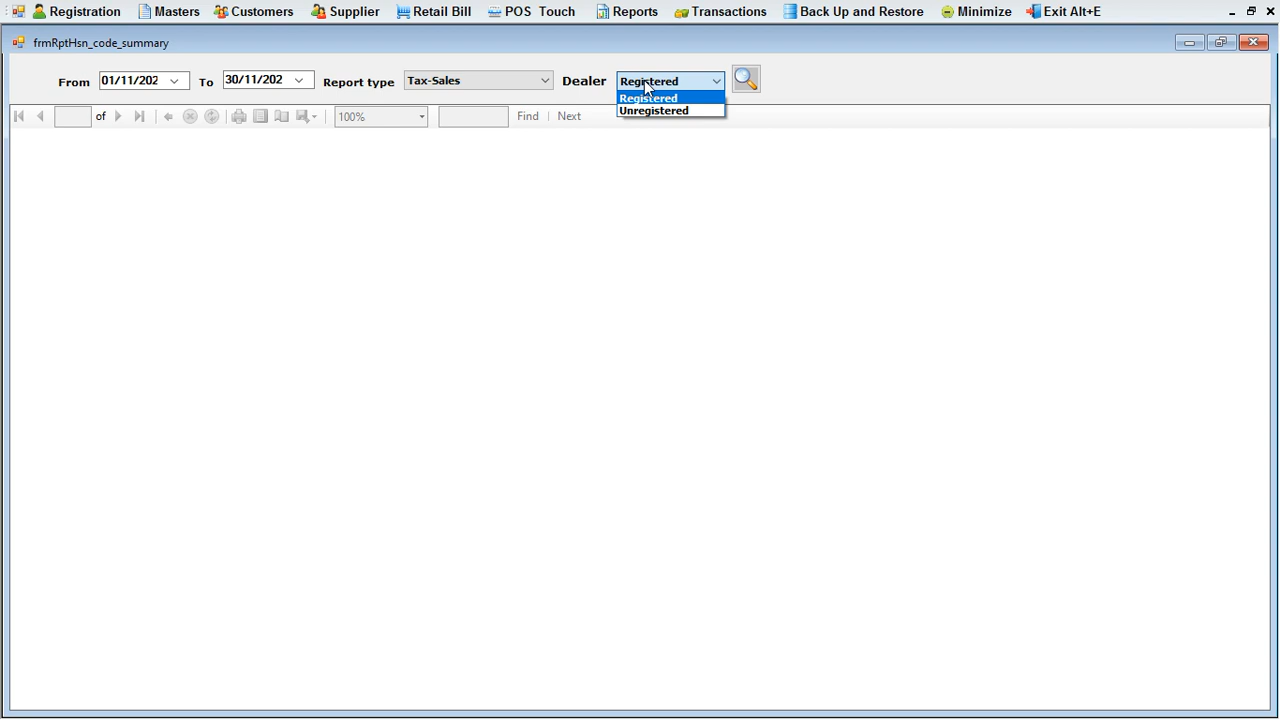 Registration Masters Customers Supplier Retail Bill POS Touch Reports Transactions Back Up and Restore Minimize Exit Alt+E
frmRptHsn_code_summary
From 01/11/202 To 30/11/202 Report type Tax-Sales Dealer Registered
Registered
Unregistered
of 100% Find Next